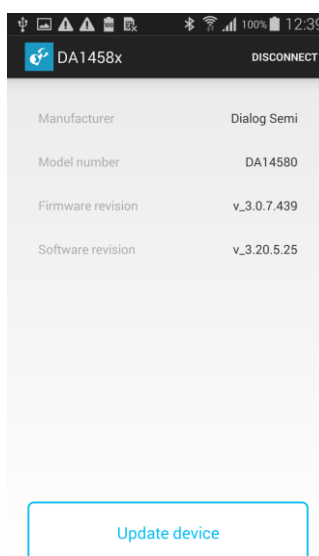 100% 12:39
DA1458x DISCONNECT
Manufacturer Dialog Semi
Model number DA14580
Firmware revision v_3.0.7.439
Software revision v_3.20.5.25
Update device